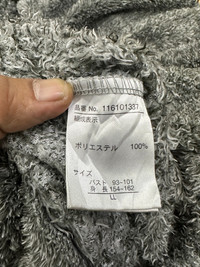 品番 No. 116101337
組成表示
ポリエステル 100%
サイズ
バスト 93-101
身長 154-162
LL